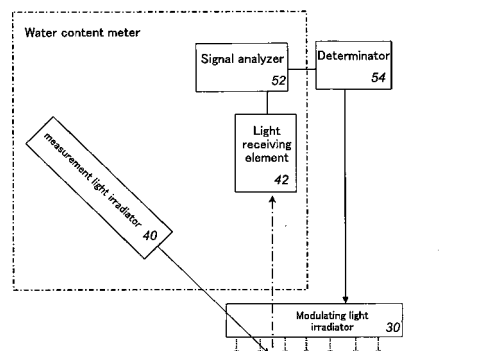 Water content meter
Signal analyzer
52
Determinator
54
Light
receiving
element
42
measurement light irradiator
40
Modulating light
irradiator
30